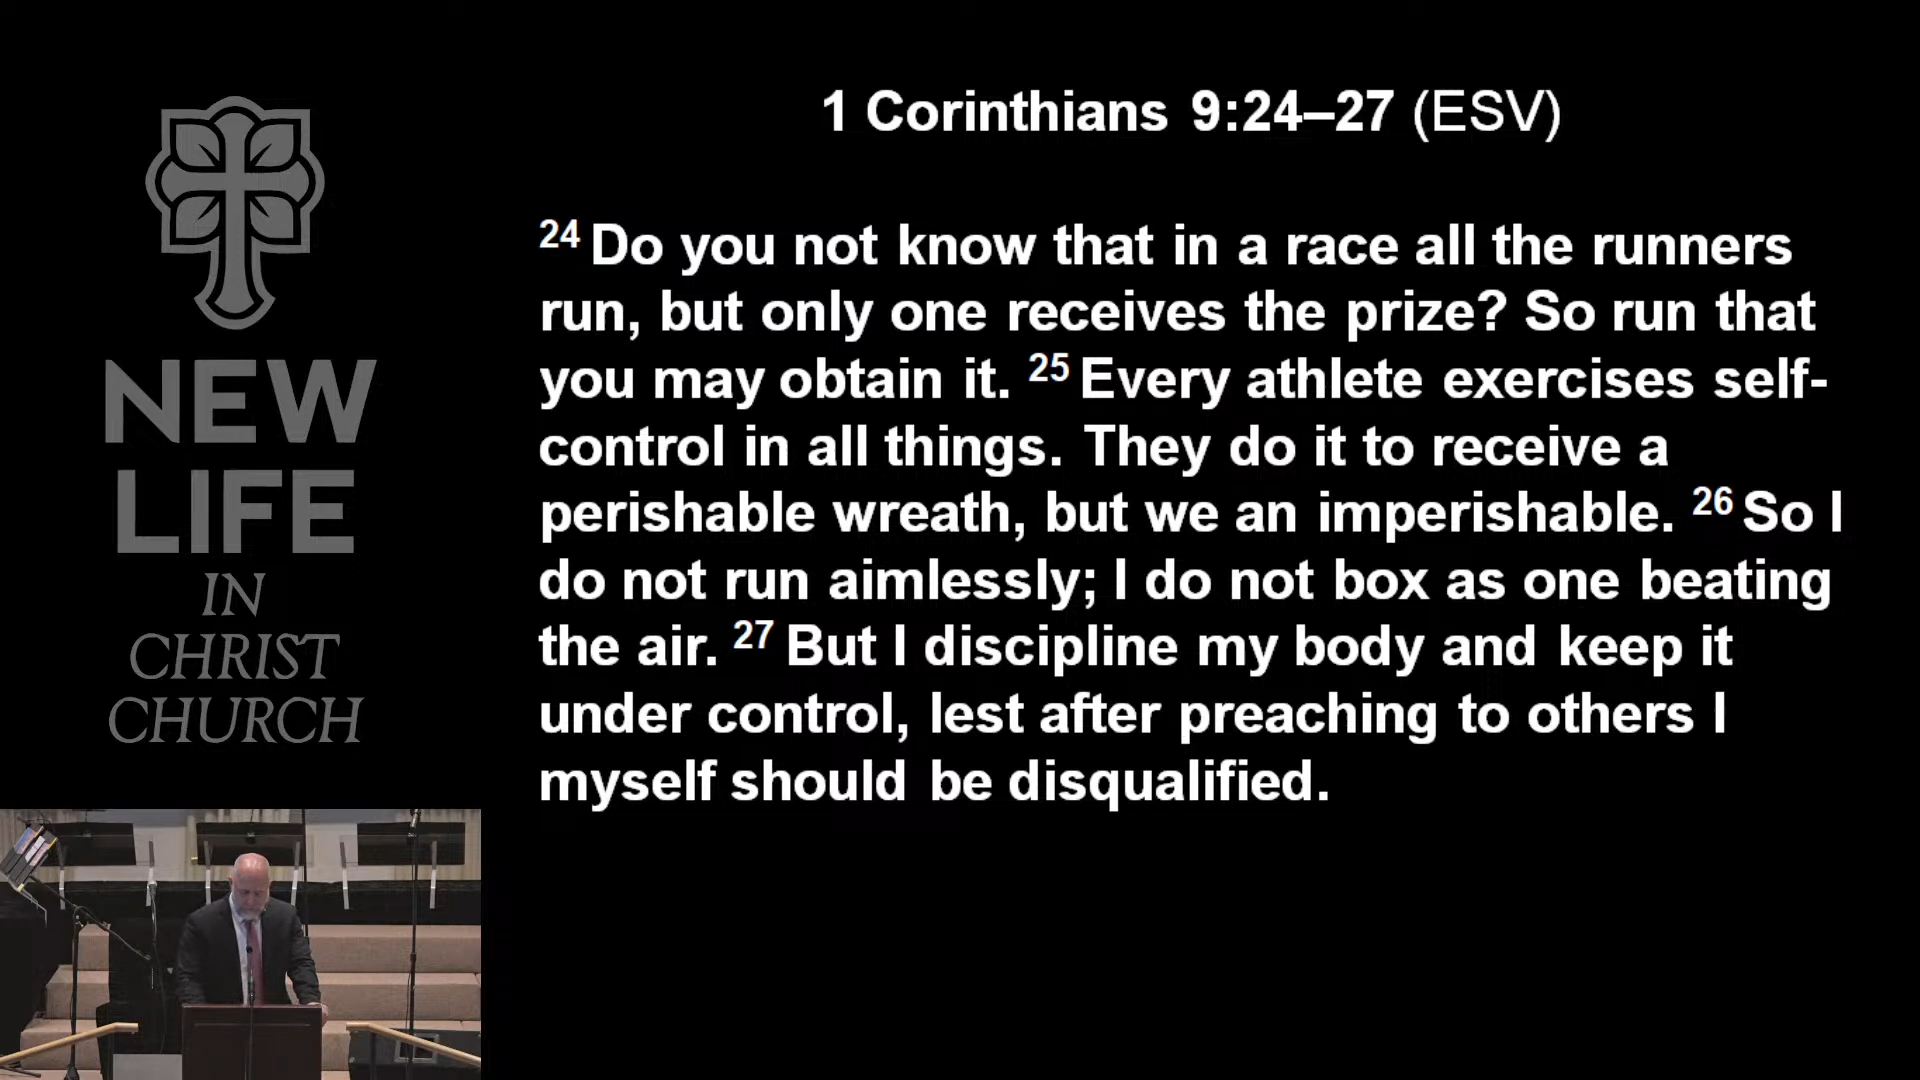 1 Corinthians 9:24–27 (ESV)
24 Do you not know that in a race all the runners
run, but only one receives the prize? So run that
you may obtain it. 25 Every athlete exercises self-
control in all things. They do it to receive a
perishable wreath, but we an imperishable. 26 So I
do not run aimlessly; I do not box as one beating
the air. 27 But I discipline my body and keep it
under control, lest after preaching to others I
myself should be disqualified.
NEW
LIFE
IN
CHRIST
CHURCH